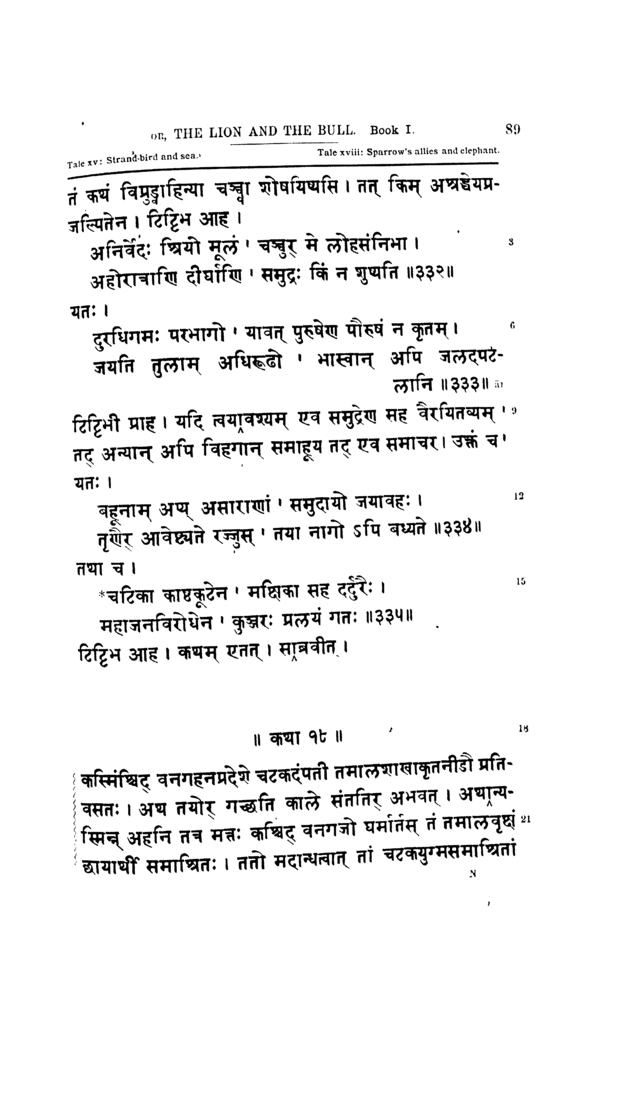 OR, THE LION AND THE BULL. Book I. 89
Tale xv: Strand-bird and sea. Tale xviii: Sparrow's allies and elephant.
तं कथं विप्रुड्वाहिन्या चञ्च्वा शोषयिष्यसि । तत् किम् अश्रद्धेयप्र-
जल्पितेन । टिट्टिभ आह ।
अनिर्वेदः श्रियो मूलं ' चञ्चुर् मे लोहसंनिभा । 3
अहोरात्राणि दीर्घाणि ' समुद्रः किं न शुष्यति ॥३३२॥
यतः ।
दुरधिगमः परभागो ' यावत् पुरुषेण पौरुषं न कृतम् । 6
जयति तुलाम् अधिरूढो ' भास्वान् अपि जलदपट-
लानि ॥३३३॥ ār
टिट्टिभी प्राह । यदि त्वयावश्यम् एव समुद्रेण सह वैरयितव्यम् ' 9
तद् अन्यान् अपि विहगान् समाहूय तद् एव समाचर । उक्तं च '
यतः ।
बहूनाम् अप्य् असाराणां ' समुदायो जयावहः । 12
तृणैर् आवेष्ट्यते रज्जुस् ' तया नागो ऽपि बध्यते ॥३३४॥
तथा च ।
*चटिका काष्ठकूटेन ' मक्षिका सह दर्दुरैः । 15
महाजनविरोधेन ' कुञ्जरः प्रलयं गतः ॥३३५॥
टिट्टिभ आह । कथम् एतत् । साब्रवीत् ।
॥ कथा १८ ॥ 18
कस्मिंश्चिद् वनगहनप्रदेशे चटकदंपती तमालशाखाकृतनीडौ प्रति-
वसतः । अथ तयोर् गच्छति काले संततिर् अभवत् । अथान्य-
स्मिन्न् अहनि तत्र मत्तः कश्चिद् वनगजो घर्मार्तस् तं तमालवृक्षं 21
छायार्थी समाश्रितः । ततो मदान्धत्वात् तां चटकयुग्मसमाश्रितां
N